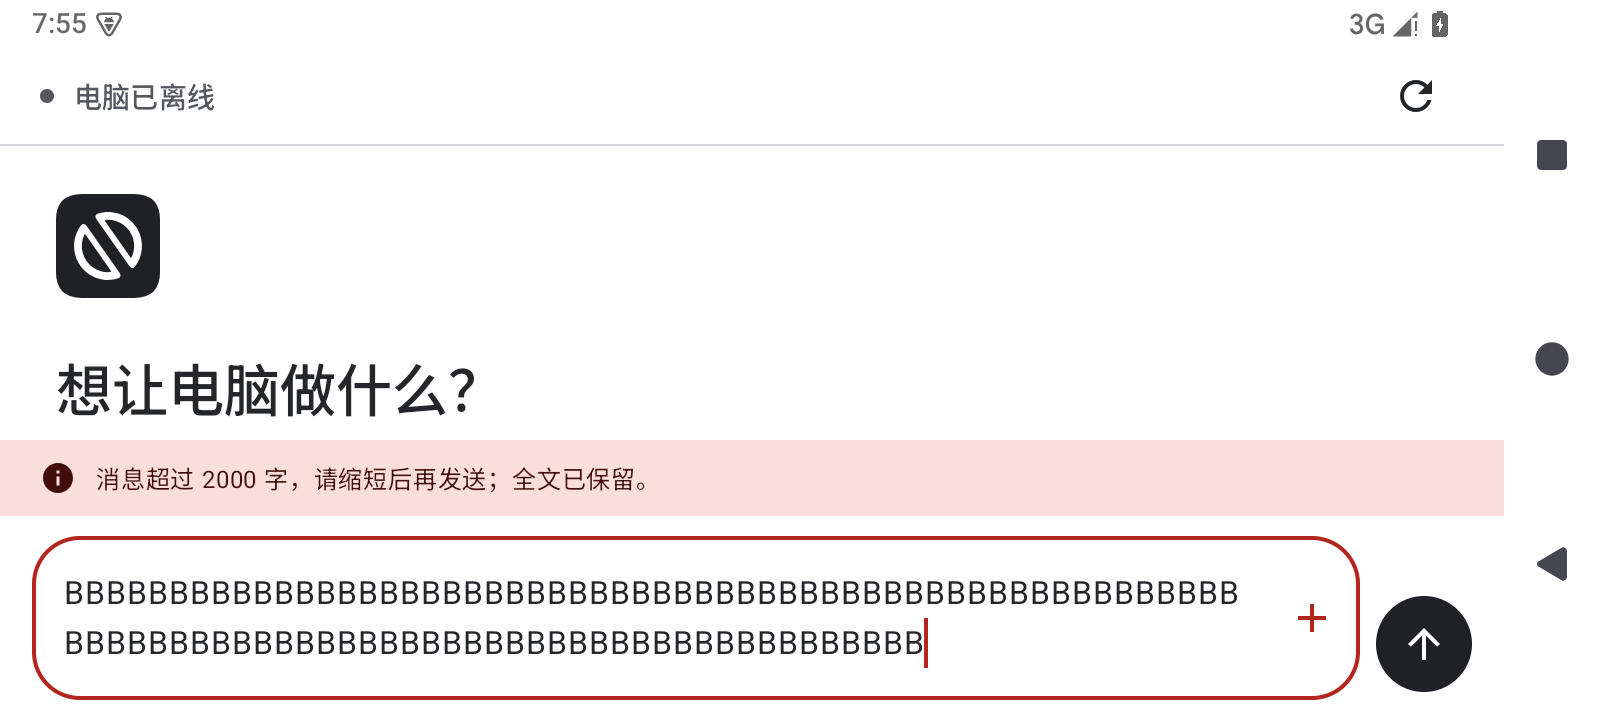 7:55 3G
电脑已离线
想让电脑做什么？
消息超过 2000 字，请缩短后再发送；全文已保留。
BBBBBBBBBBBBBBBBBBBBBBBBBBBBBBBBBBBBBBBBBBBBBBBBBBBBBBBB
BBBBBBBBBBBBBBBBBBBBBBBBBBBBBBBBBBBBBBBBB